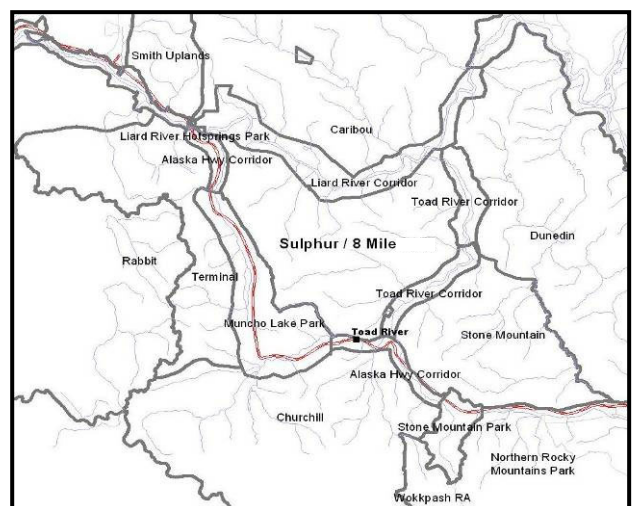 Smith Uplands
Caribou
Liard River Hotsprings Park
Alaska Hwy Corridor
Liard River Corridor
Toad River Corridor
Dunedin
Sulphur / 8 Mile
Rabbit
Terminal
Toad River Corridor
Muncho Lake Park
Toad River
Stone Mountain
Alaska Hwy Corridor
Churchill
Stone Mountain Park
Northern Rocky
Mountains Park
Wokkpash RA